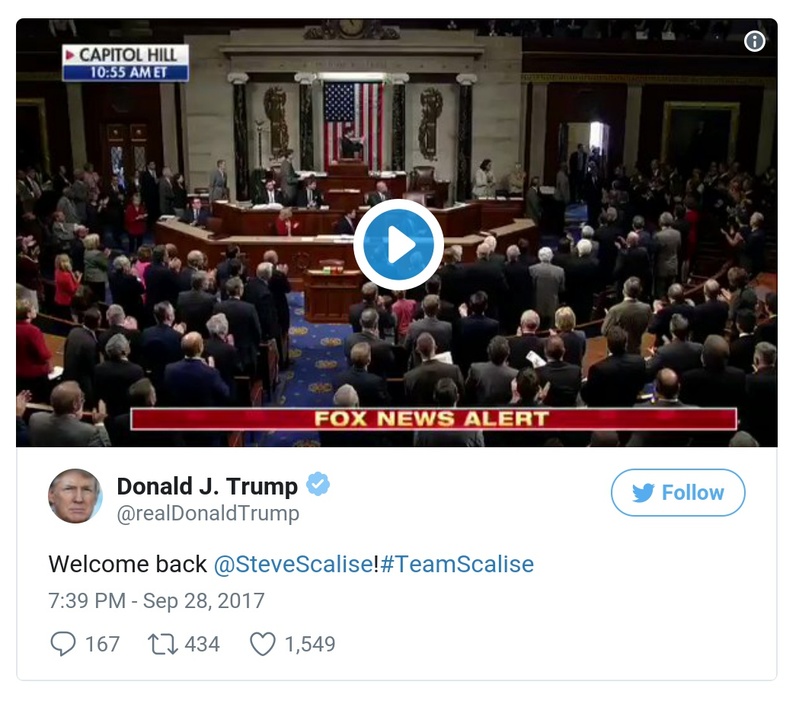 CAPITOL HILL
10:55 AM ET
FOX NEWS ALERT
Donald J. Trump
@realDonaldTrump
Follow
Welcome back @SteveScalise!#TeamScalise
7:39 PM - Sep 28, 2017
167 434 1,549